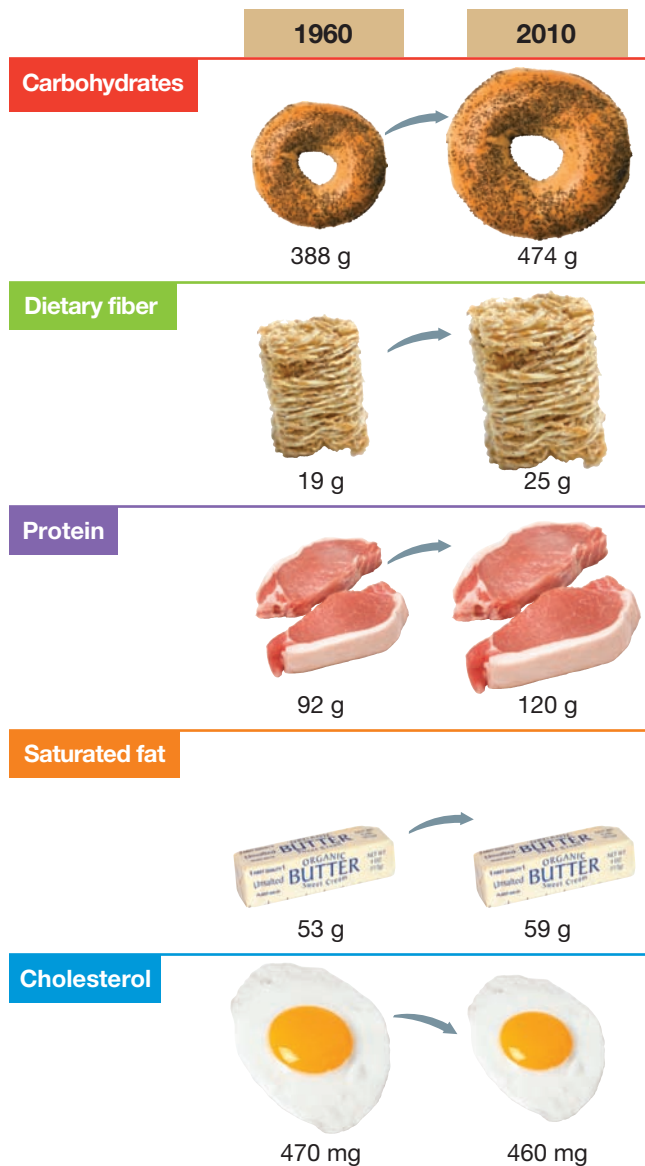 1960
2010
Carbohydrates
388 g
474 g
Dietary fiber
19 g
25 g
Protein
92 g
120 g
Saturated fat
Unsalted
ORGANIC
BUTTER
Sweet Cream
Unsalted
ORGANIC
BUTTER
Sweet Cream
53 g
59 g
Cholesterol
470 mg
460 mg